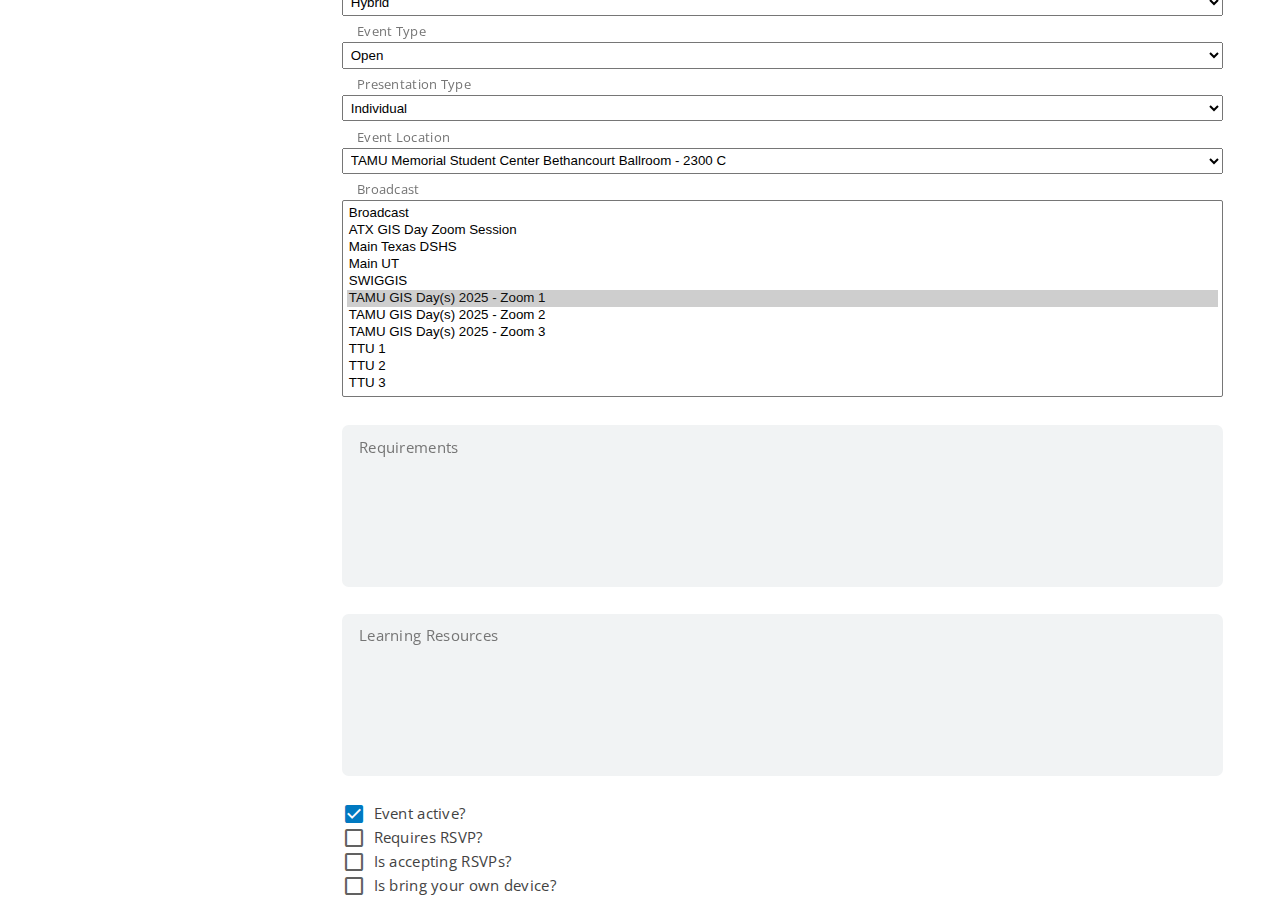 Hybrid
Event Type
Open
Presentation Type
Individual
Event Location
TAMU Memorial Student Center Bethancourt Ballroom - 2300 C
Broadcast
Broadcast
ATX GIS Day Zoom Session
Main Texas DSHS
Main UT
SWIGGIS
TAMU GIS Day(s) 2025 - Zoom 1
TAMU GIS Day(s) 2025 - Zoom 2
TAMU GIS Day(s) 2025 - Zoom 3
TTU 1
TTU 2
TTU 3
Requirements
Learning Resources
Event active?
Requires RSVP?
Is accepting RSVPs?
Is bring your own device?